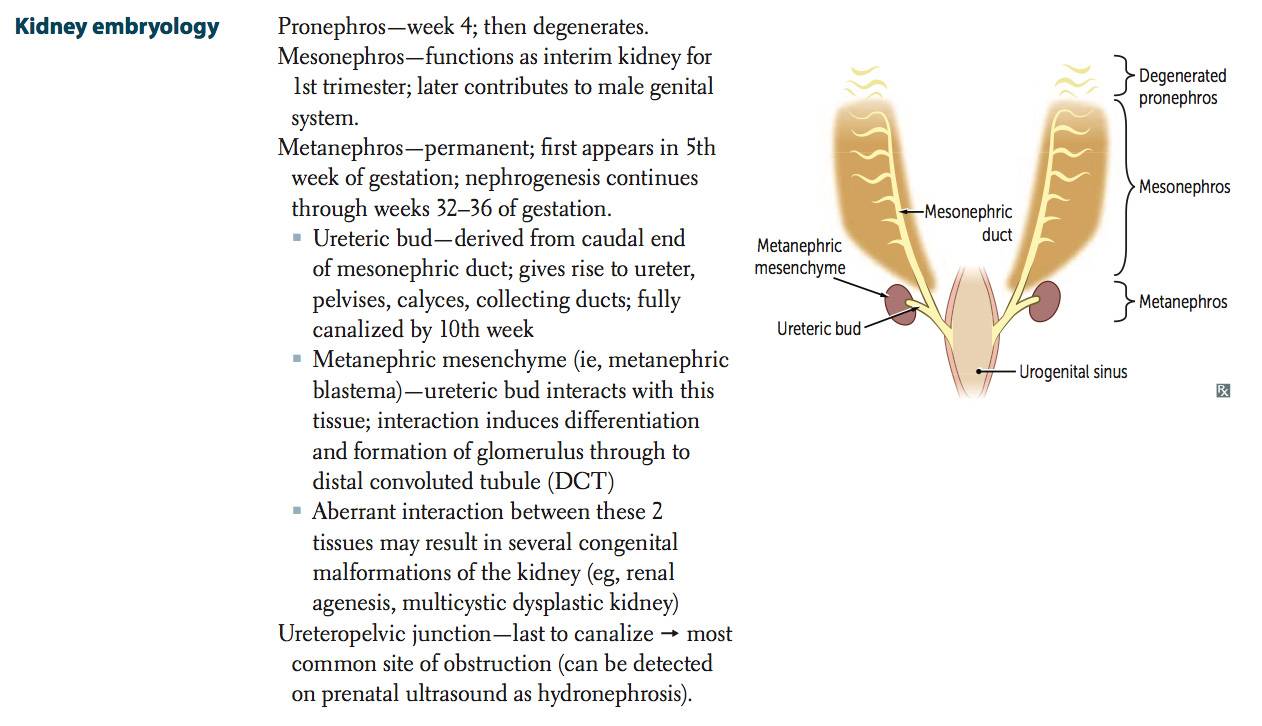 Kidney embryology
Pronephros—week 4; then degenerates.
Mesonephros—functions as interim kidney for
1st trimester; later contributes to male genital
system.
Metanephros—permanent; first appears in 5th
week of gestation; nephrogenesis continues
through weeks 32–36 of gestation.
▪ Ureteric bud—derived from caudal end
of mesonephric duct; gives rise to ureter,
pelvises, calyces, collecting ducts; fully
canalized by 10th week
▪ Metanephric mesenchyme (ie, metanephric
blastema)—ureteric bud interacts with this
tissue; interaction induces differentiation
and formation of glomerulus through to
distal convoluted tubule (DCT)
▪ Aberrant interaction between these 2
tissues may result in several congenital
malformations of the kidney (eg, renal
agenesis, multicystic dysplastic kidney)
Ureteropelvic junction—last to canalize → most
common site of obstruction (can be detected
on prenatal ultrasound as hydronephrosis).
Degenerated
pronephros
Mesonephros
Mesonephric
duct
Metanephric
mesenchyme
Metanephros
Ureteric bud
Urogenital sinus
℞